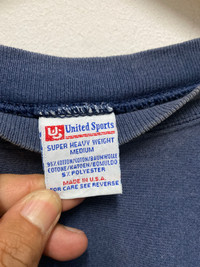 US United Sports
SUPER HEAVY WEIGHT
MEDIUM
95% COTTON/COTON/BAUMWOLLE
COTONE/KATOEN/BOMULD
5% POLYESTER
MADE IN U.S.A.
FOR CARE SEE REVERSE